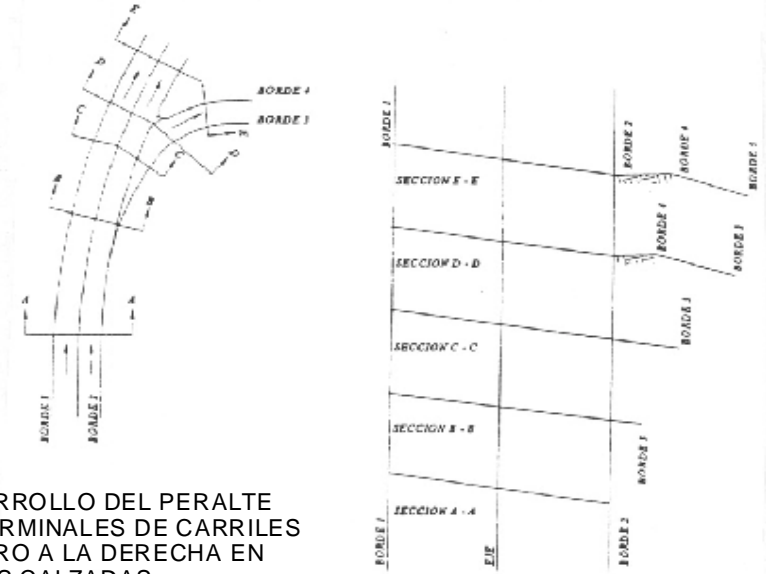 E
D
C
B
A
A
B
C
D
E
BORDE 4
BORDE 3
BORDE 1
BORDE 2
BORDE 1
BORDE 2
BORDE 4
BORDE 3
SECCION E - E
BORDE 4
BORDE 3
SECCION D - D
BORDE 3
SECCION C - C
SECCION B - B
BORDE 3
SECCION A - A
BORDE 1
EJE
BORDE 2
RROLLO DEL PERALTE
ERMINALES DE CARRILES
RO A LA DERECHA EN
S CALZADAS